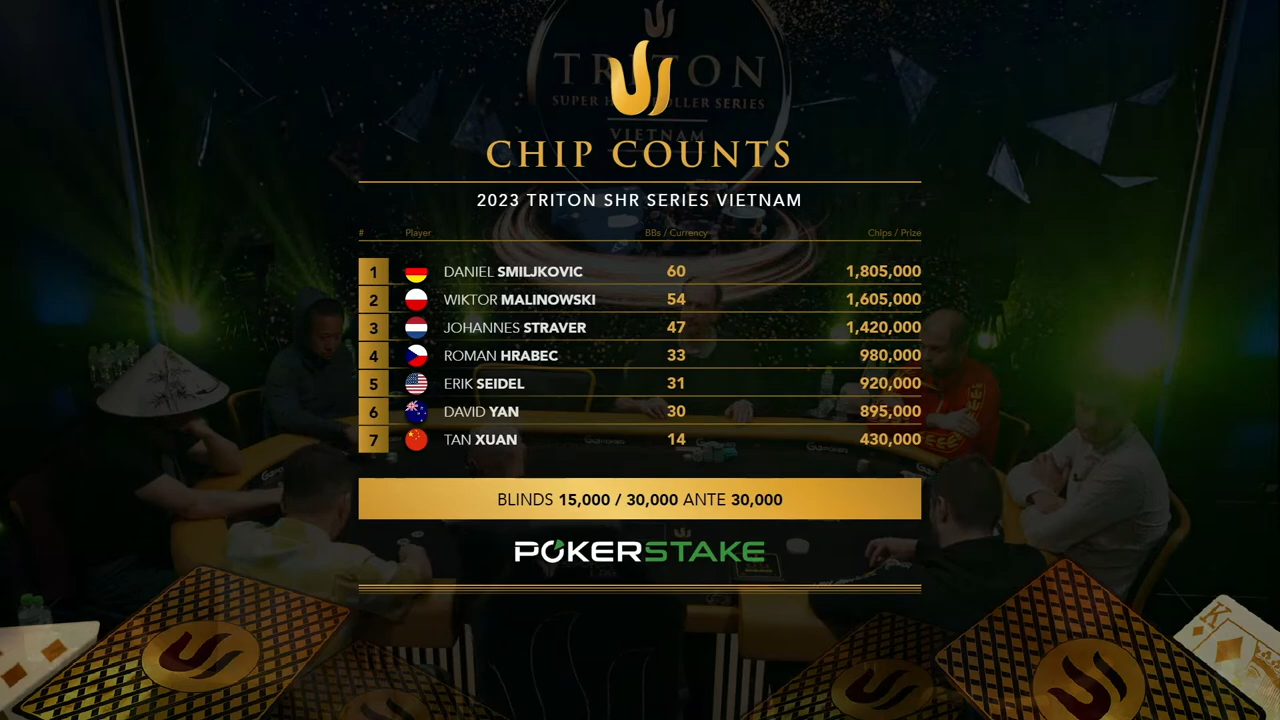 TRITON
SUPER HIGH ROLLER SERIES
VIETNAM
CHIP COUNTS
2023 TRITON SHR SERIES VIETNAM
# Player BBs / Currency Chips / Prize
1 DANIEL SMILJKOVIC 60 1,805,000
2 WIKTOR MALINOWSKI 54 1,605,000
3 JOHANNES STRAVER 47 1,420,000
4 ROMAN HRABEC 33 980,000
5 ERIK SEIDEL 31 920,000
6 DAVID YAN 30 895,000
7 TAN XUAN 14 430,000
BLINDS 15,000 / 30,000 ANTE 30,000
POKERSTAKE
K